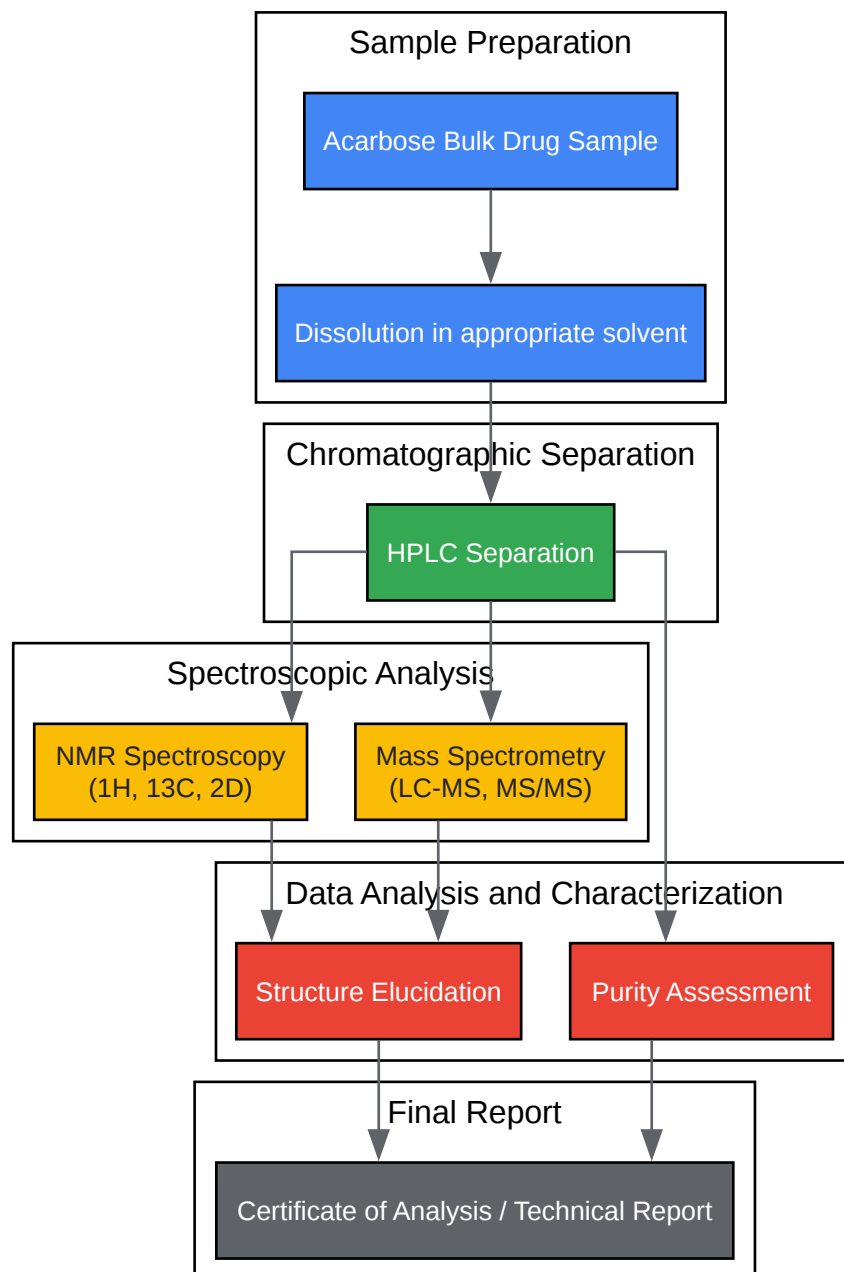 Sample Preparation
Acarbose Bulk Drug Sample
Dissolution in appropriate solvent
Chromatographic Separation
HPLC Separation
Spectroscopic Analysis
NMR Spectroscopy
(1H, 13C, 2D)
Mass Spectrometry
(LC-MS, MS/MS)
Data Analysis and Characterization
Structure Elucidation
Purity Assessment
Final Report
Certificate of Analysis / Technical Report